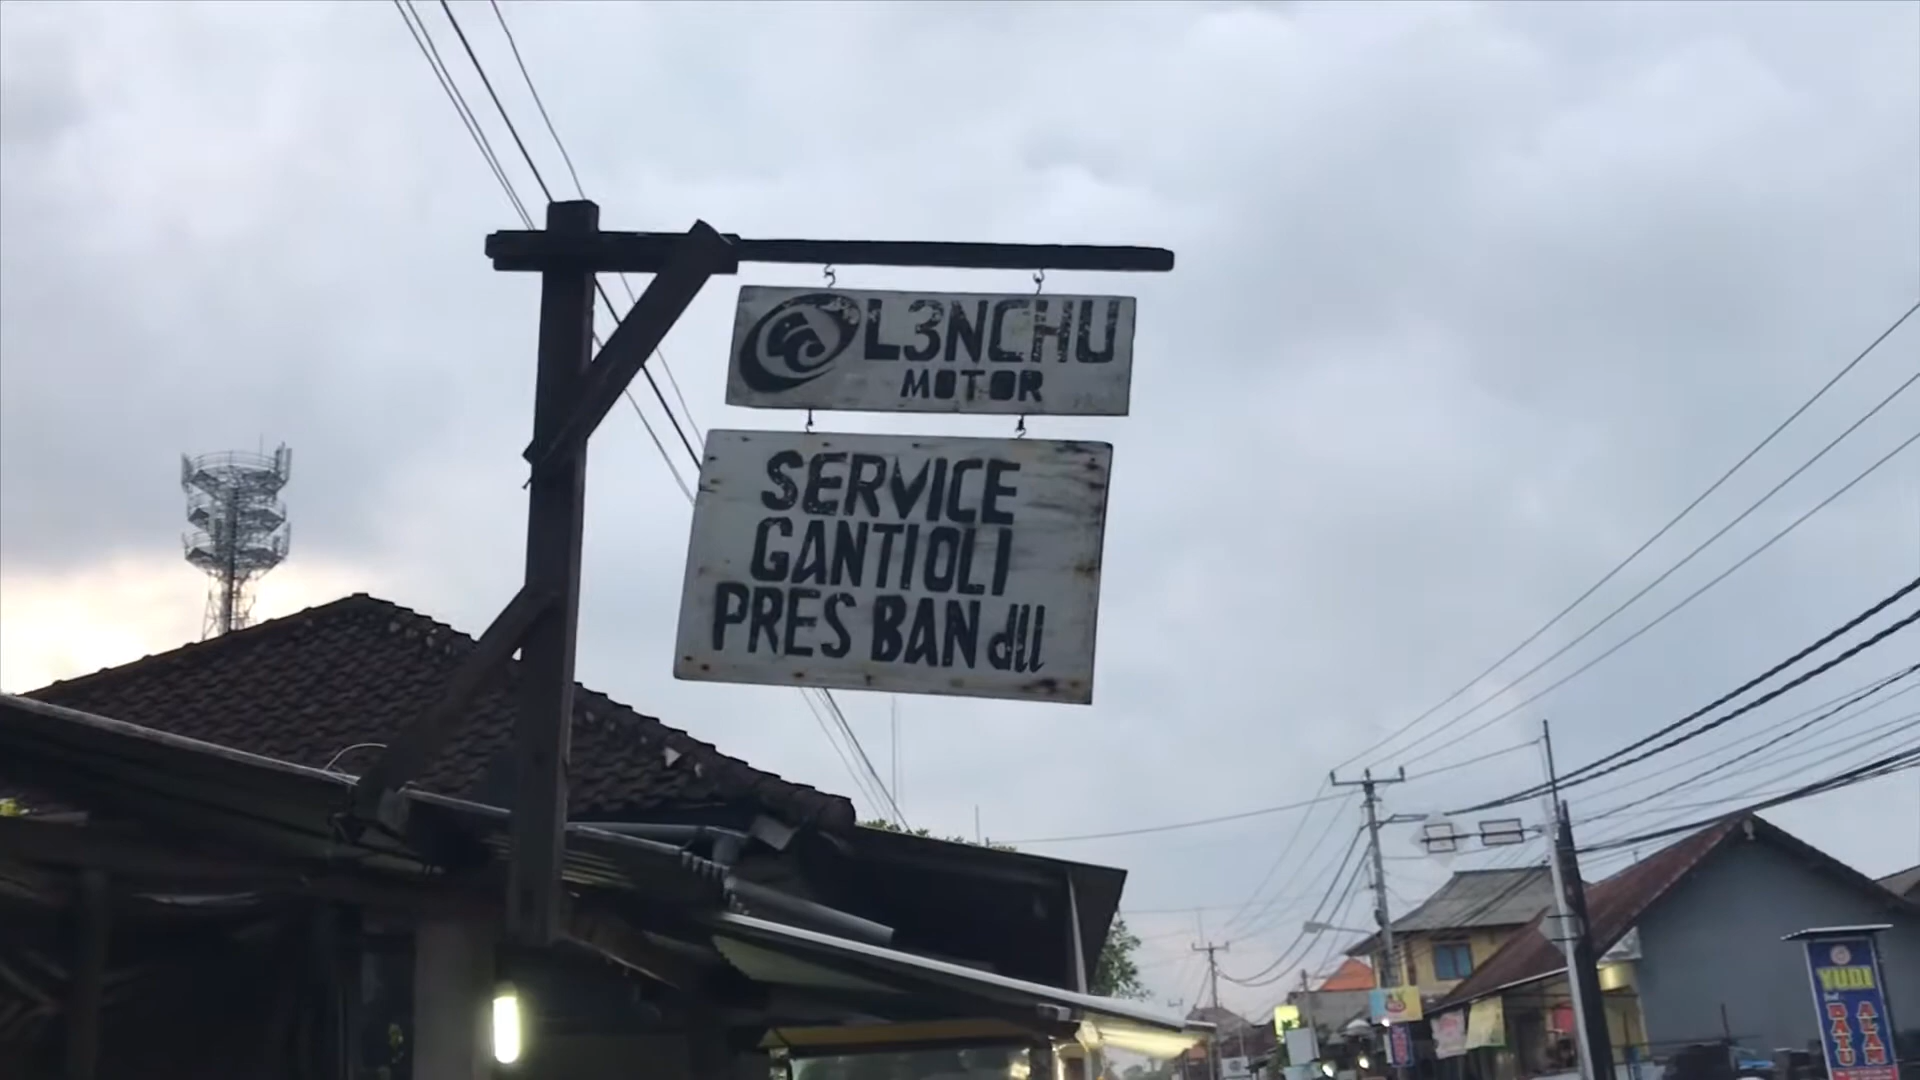 L3NCHU
MOTOR
SERVICE
GANTI OLI
PRES BAN dll
YUDI
BATU ALAM